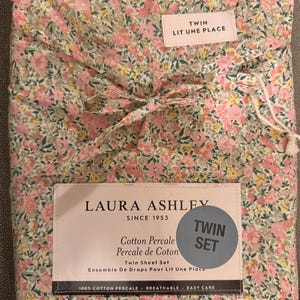 TWIN
LIT UNE PLACE
LAURA ASHLEY
SINCE 1953
TWIN
SET
Cotton Percale
Percale de Coton
Twin Sheet Set
Ensemble De Draps Pour Lit Une Place
100% COTTON PERCALE • BREATHABLE • EASY CARE